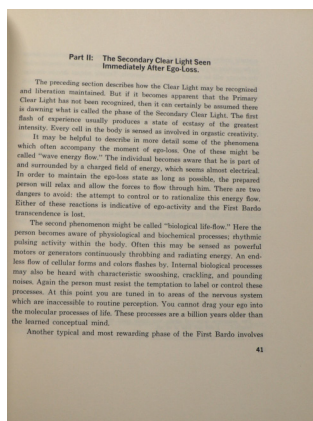 Part II: The Secondary Clear Light Seen
Immediately After Ego-Loss.
The preceding section describes how the Clear Light may be recognized
and liberation maintained. But if it becomes apparent that the Primary
Clear Light has not been recognized, then it can certainly be assumed there
is dawning what is called the phase of the Secondary Clear Light. The first
flash of experience usually produces a state of ecstasy of the greatest
intensity. Every cell in the body is sensed as involved in orgastic creativity.
It may be helpful to describe in more detail some of the phenomena
which often accompany the moment of ego-loss. One of these might be
called "wave energy flow." The individual becomes aware that he is part of
and surrounded by a charged field of energy, which seems almost electrical.
In order to maintain the ego-loss state as long as possible, the prepared
person will relax and allow the forces to flow through him. There are two
dangers to avoid: the attempt to control or to rationalize this energy flow.
Either of these reactions is indicative of ego-activity and the First Bardo
transcendence is lost.
The second phenomenon might be called "biological life-flow." Here the
person becomes aware of physiological and biochemical processes; rhythmic
pulsing activity within the body. Often this may be sensed as powerful
motors or generators continuously throbbing and radiating energy. An end-
less flow of cellular forms and colors flashes by. Internal biological processes
may also be heard with characteristic swooshing, crackling, and pounding
noises. Again the person must resist the temptation to label or control these
processes. At this point you are tuned in to areas of the nervous system
which are inaccessible to routine perception. You cannot drag your ego into
the molecular processes of life. These processes are a billion years older than
the learned conceptual mind.
Another typical and most rewarding phase of the First Bardo involves
41